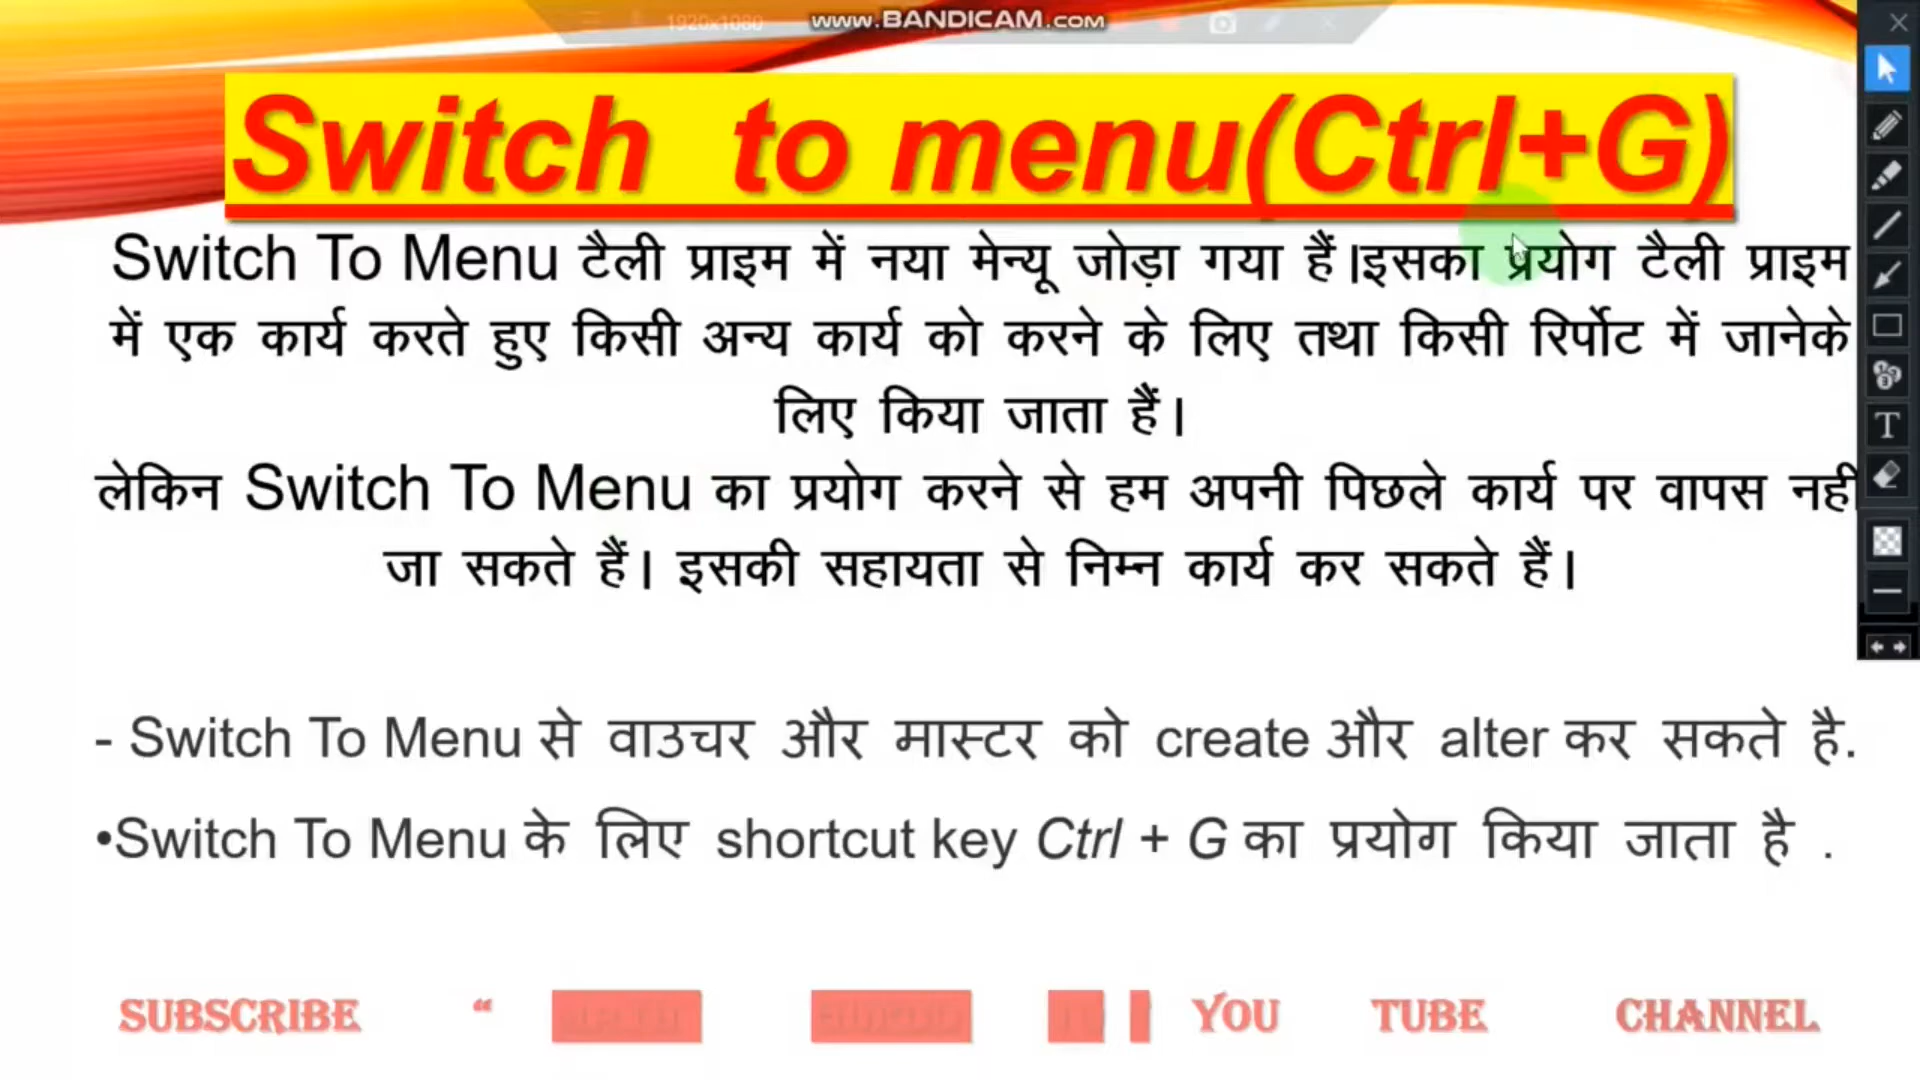 1920x1080
www.BANDICAM.com
Switch to menu(Ctrl+G)
Switch To Menu टैली प्राइम में नया मेन्यू जोड़ा गया हैं।इसका प्रयोग टैली प्राइम
में एक कार्य करते हुए किसी अन्य कार्य को करने के लिए तथा किसी रिर्पोट में जानेके
लिए किया जाता हैं।
लेकिन Switch To Menu का प्रयोग करने से हम अपनी पिछले कार्य पर वापस नही
जा सकते हैं। इसकी सहायता से निम्न कार्य कर सकते हैं।
- Switch To Menu से वाउचर और मास्टर को create और alter कर सकते है.
•Switch To Menu के लिए shortcut key Ctrl + G का प्रयोग किया जाता है .
SUBSCRIBE “ YOU TUBE CHANNEL